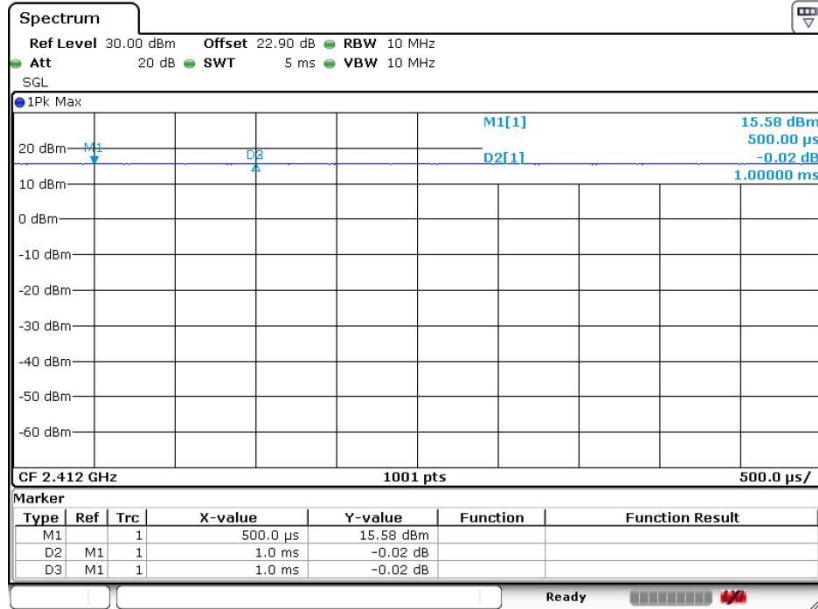 Spectrum
Ref Level 30.00 dBm Offset 22.90 dB RBW 10 MHz
Att 20 dB SWT 5 ms VBW 10 MHz
SGL
1Pk Max
M1[1] 15.58 dBm
500.00 µs
20 dBm M1
D2[1] -0.02 dB
1.00000 ms
10 dBm
0 dBm
-10 dBm
-20 dBm
-30 dBm
-40 dBm
-50 dBm
-60 dBm
CF 2.412 GHz 1001 pts 500.0 µs/
Marker
Type Ref Trc X-value Y-value Function Function Result
M1 1 500.0 µs 15.58 dBm
D2 M1 1 1.0 ms -0.02 dB
D3 M1 1 1.0 ms -0.02 dB
Ready